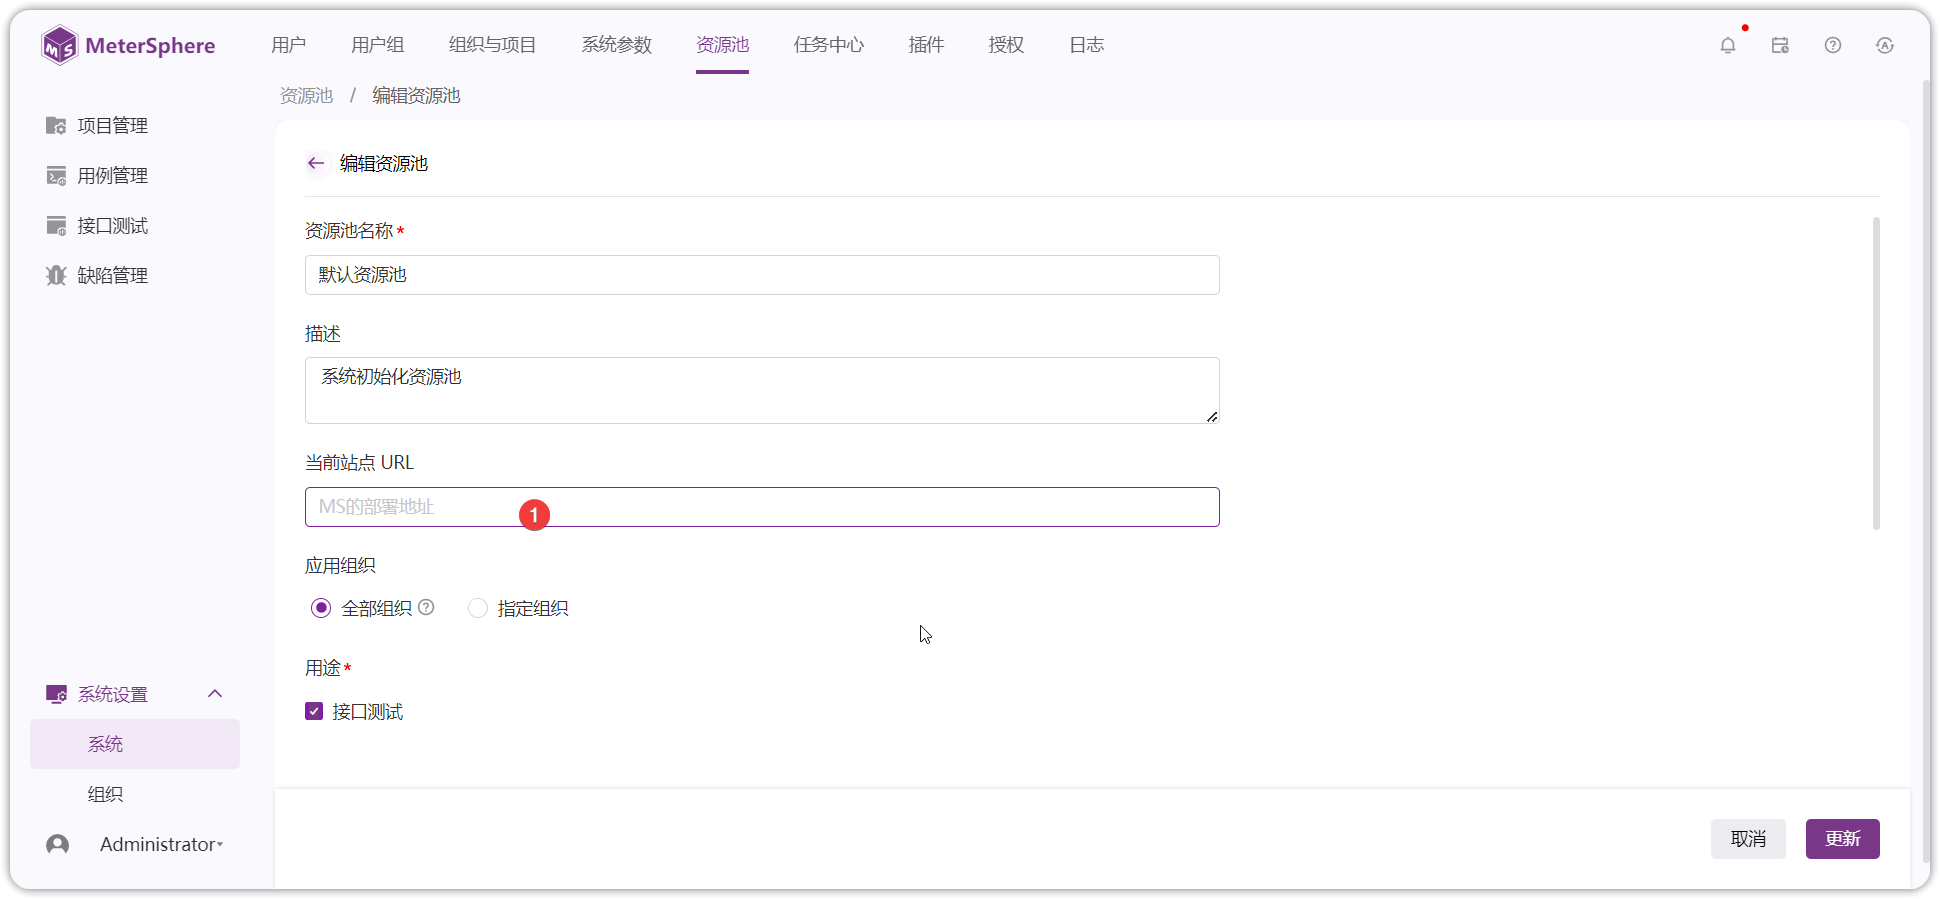 MeterSphere
用户 用户组 组织与项目 系统参数 资源池 任务中心 插件 授权 日志
资源池 / 编辑资源池
项目管理
用例管理
接口测试
缺陷管理
编辑资源池
资源池名称*
默认资源池
描述
系统初始化资源池
当前站点 URL
MS的部署地址
1
应用组织
全部组织 指定组织
用途*
接口测试
系统设置
系统
组织
Administrator
取消 更新